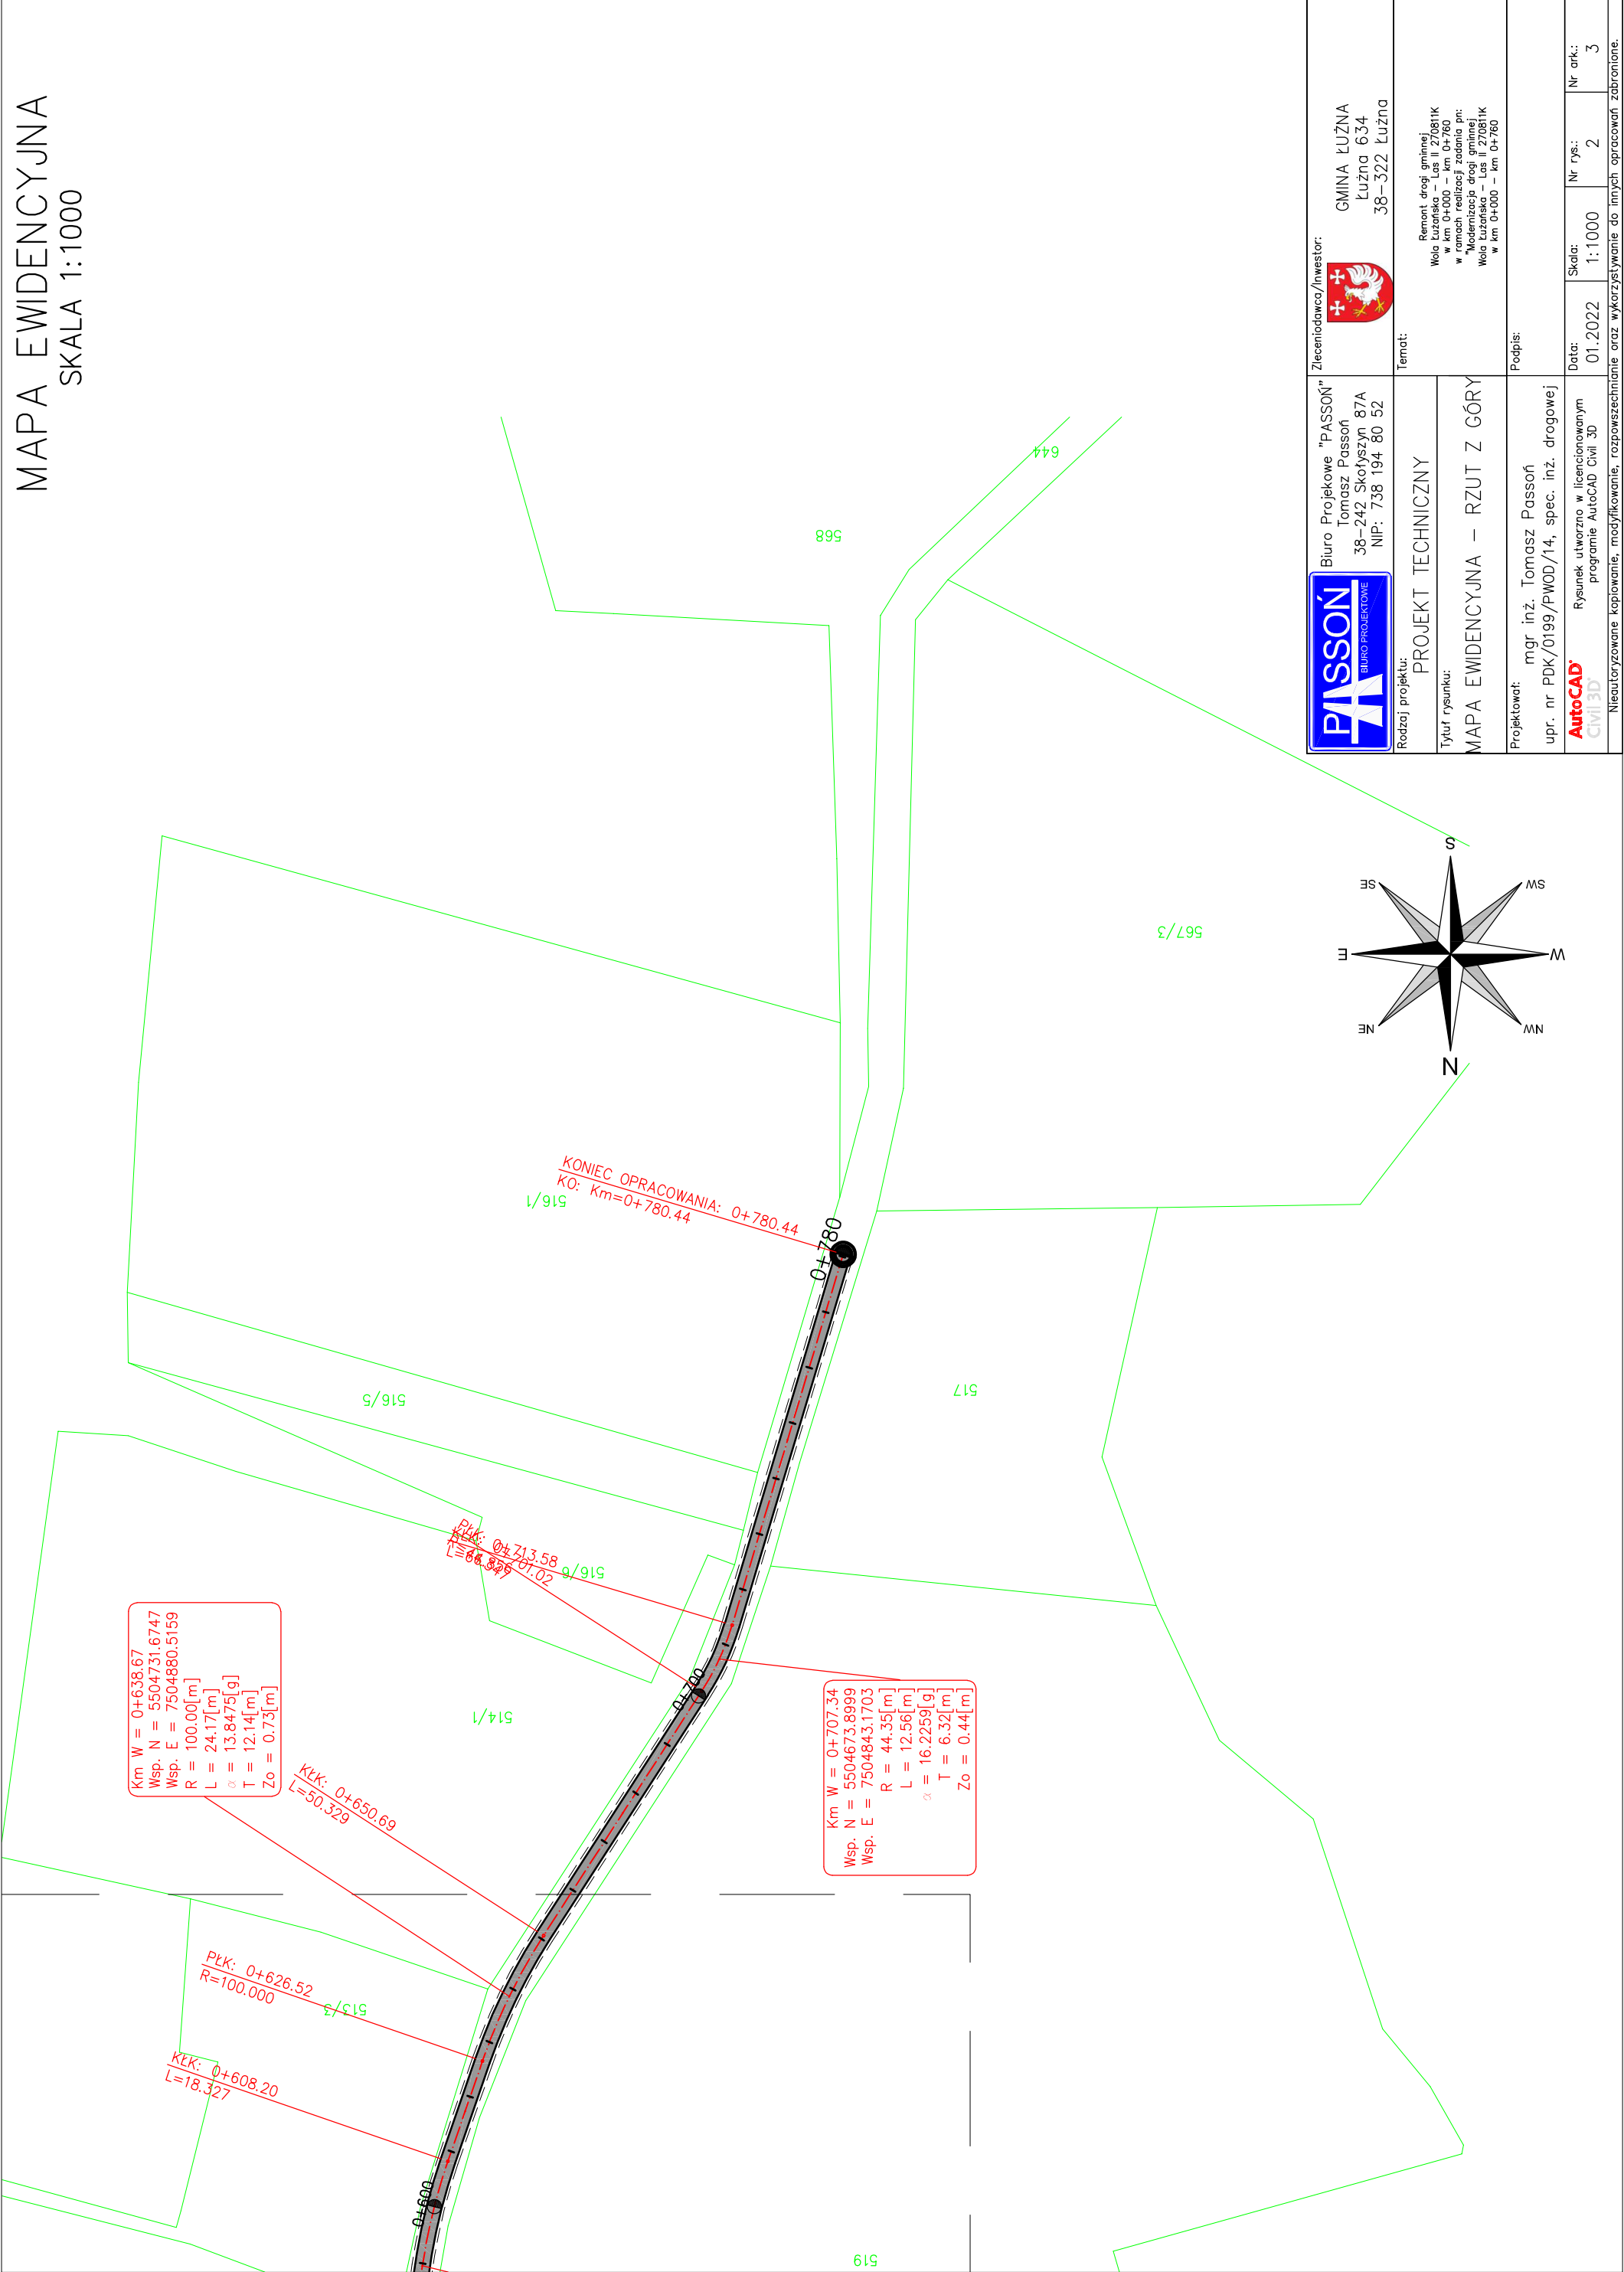 MAPA EWIDENCYJNA
SKALA 1:1000
644
568
567/3
516/1
KONIEC OPRACOWANIA: 0+780.44
KO: Km=0+780.44
0+780
516/5
517
PŁK: 0+713.58
KŁK: 0+701.02
L=66.847
516/6
0+700
514/1
Km W = 0+638.67
Wsp. N = 5504731.6747
Wsp. E = 7504880.5159
R = 100.00[m]
L = 24.17[m]
α = 13.8475[g]
T = 12.14[m]
Zo = 0.73[m]
Km W = 0+707.34
Wsp. N = 5504673.8999
Wsp. E = 7504843.1703
R = 44.35[m]
L = 12.56[m]
α = 16.2259[g]
T = 6.32[m]
Zo = 0.44[m]
KŁK: 0+650.69
L=50.329
PŁK: 0+626.52
R=100.000
513/3
KŁK: 0+608.20
L=18.327
0+600
519
S
SE
SW
E
W
NE
NW
N
PASSOŃ
BIURO PROJEKTOWE
Biuro Projekowe "PASSOŃ"
Tomasz Passoń
38-242 Skołyszyn 87A
NIP: 738 194 80 52
Zleceniodawca/Inwestor:
GMINA ŁUŻNA
Łużna 634
38-322 Łużna
Rodzaj projektu:
PROJEKT TECHNICZNY
Temat:
Remont drogi gminnej
Wola Łużańska - Las II 270811K
w km 0+000 - km 0+760
w ramach realizacji zadania pn:
"Modernizacja drogi gminnej
Wola Łużańska - Las II 270811K
w km 0+000 - km 0+760
Tytuł rysunku:
MAPA EWIDENCYJNA - RZUT Z GÓRY
Projektował:
mgr inż. Tomasz Passoń
upr. nr PDK/0199/PWOD/14, spec. inż. drogowej
Podpis:
AutoCAD
Civil 3D
Rysunek utworzno w licencionowanym
programie AutoCAD Civil 3D
Data:
01.2022
Skala:
1:1000
Nr rys.:
2
Nr ark.:
3
Nieautoryzowane kopiowanie, modyfikowanie, rozpowszechnianie oraz wykorzystywanie do innych opracowań zabronione.